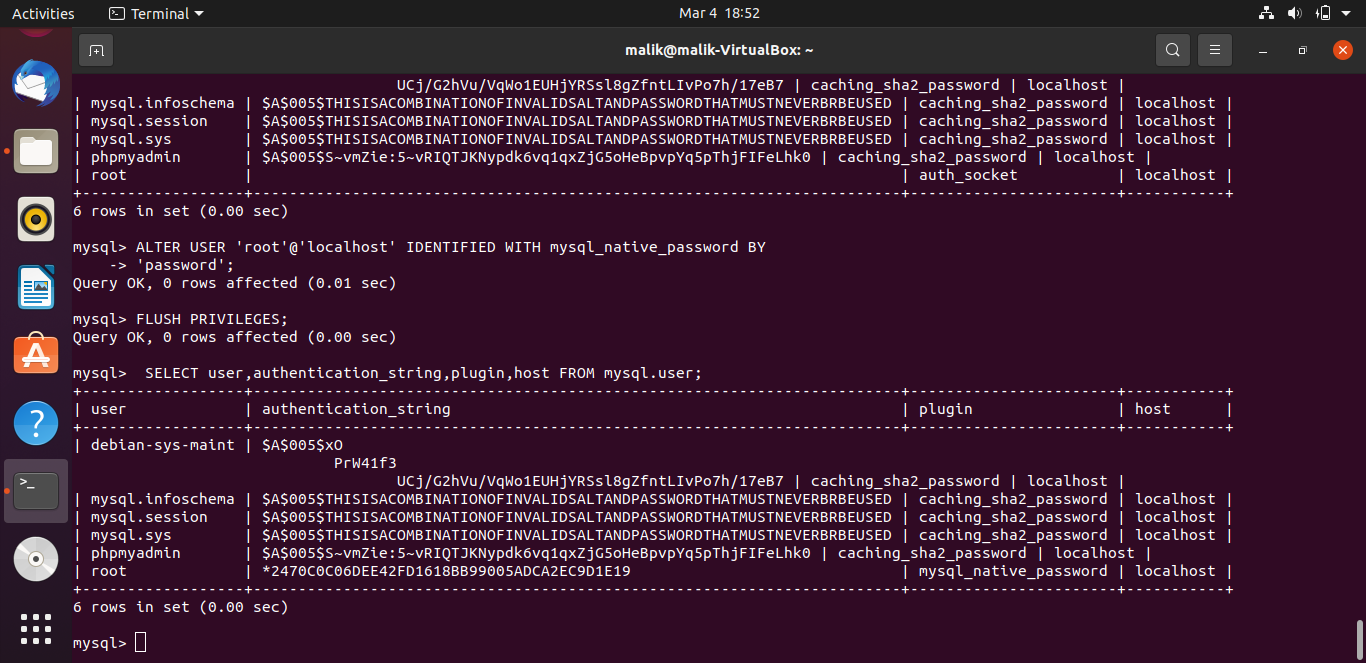 Activities Terminal Mar 4 18:52
malik@malik-VirtualBox: ~
UCj/G2hVu/VqWo1EUHjYRSsl8gZfntLIvPo7h/17eB7 | caching_sha2_password | localhost |
| mysql.infoschema | $A$005$THISISACOMBINATIONOFINVALIDSALTANDPASSWORDTHATMUSTNEVERBRBEUSED | caching_sha2_password | localhost |
| mysql.session | $A$005$THISISACOMBINATIONOFINVALIDSALTANDPASSWORDTHATMUSTNEVERBRBEUSED | caching_sha2_password | localhost |
| mysql.sys | $A$005$THISISACOMBINATIONOFINVALIDSALTANDPASSWORDTHATMUSTNEVERBRBEUSED | caching_sha2_password | localhost |
| phpmyadmin | $A$005$S~vmZie:5~vRIQTJKNypdk6vq1qxZjG5oHeBpvpYq5pThjFIFeLhk0 | caching_sha2_password | localhost |
| root | | auth_socket | localhost |
+------------------+------------------------------------------------------------------------+-----------------------+-----------+
6 rows in set (0.00 sec)
mysql> ALTER USER 'root'@'localhost' IDENTIFIED WITH mysql_native_password BY
-> 'password';
Query OK, 0 rows affected (0.01 sec)
mysql> FLUSH PRIVILEGES;
Query OK, 0 rows affected (0.00 sec)
mysql> SELECT user,authentication_string,plugin,host FROM mysql.user;
+------------------+------------------------------------------------------------------------+-----------------------+-----------+
| user | authentication_string | plugin | host |
+------------------+------------------------------------------------------------------------+-----------------------+-----------+
| debian-sys-maint | $A$005$xO
PrW41f3
UCj/G2hVu/VqWo1EUHjYRSsl8gZfntLIvPo7h/17eB7 | caching_sha2_password | localhost |
| mysql.infoschema | $A$005$THISISACOMBINATIONOFINVALIDSALTANDPASSWORDTHATMUSTNEVERBRBEUSED | caching_sha2_password | localhost |
| mysql.session | $A$005$THISISACOMBINATIONOFINVALIDSALTANDPASSWORDTHATMUSTNEVERBRBEUSED | caching_sha2_password | localhost |
| mysql.sys | $A$005$THISISACOMBINATIONOFINVALIDSALTANDPASSWORDTHATMUSTNEVERBRBEUSED | caching_sha2_password | localhost |
| phpmyadmin | $A$005$S~vmZie:5~vRIQTJKNypdk6vq1qxZjG5oHeBpvpYq5pThjFIFeLhk0 | caching_sha2_password | localhost |
| root | *2470C0C06DEE42FD1618BB99005ADCA2EC9D1E19 | mysql_native_password | localhost |
+------------------+------------------------------------------------------------------------+-----------------------+-----------+
6 rows in set (0.00 sec)
mysql>